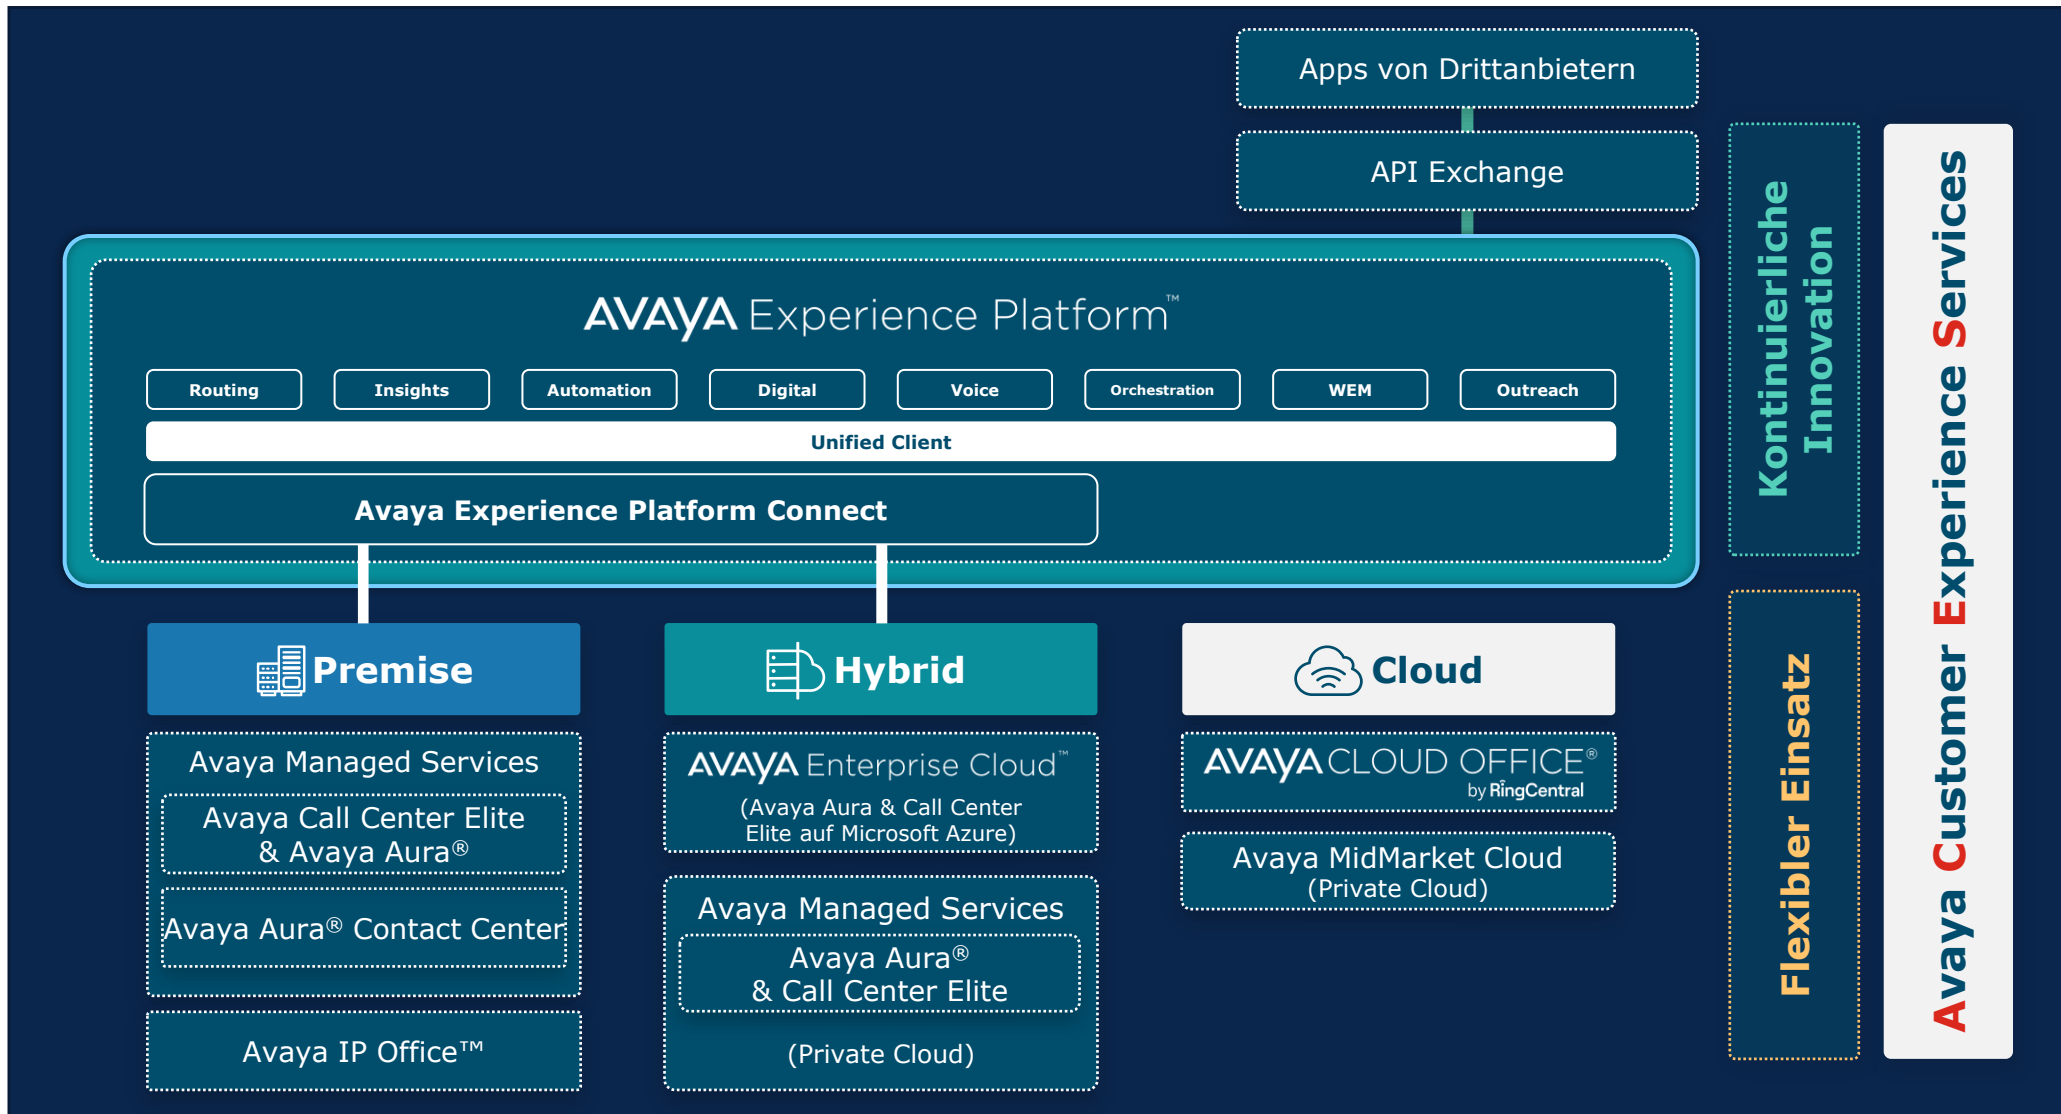 Apps von Drittanbietern
API Exchange
AVAYA Experience Platform™
Routing
Insights
Automation
Digital
Voice
Orchestration
WEM
Outreach
Unified Client
Avaya Experience Platform Connect
Premise
Avaya Managed Services
Avaya Call Center Elite
& Avaya Aura®
Avaya Aura® Contact Center
Avaya IP Office™
Hybrid
AVAYA Enterprise Cloud™
(Avaya Aura & Call Center
Elite auf Microsoft Azure)
Avaya Managed Services
Avaya Aura®
& Call Center Elite
(Private Cloud)
Cloud
AVAYA CLOUD OFFICE®
by RingCentral
Avaya MidMarket Cloud
(Private Cloud)
Kontinuierliche
Innovation
Flexibler Einsatz
Avaya Customer Experience Services